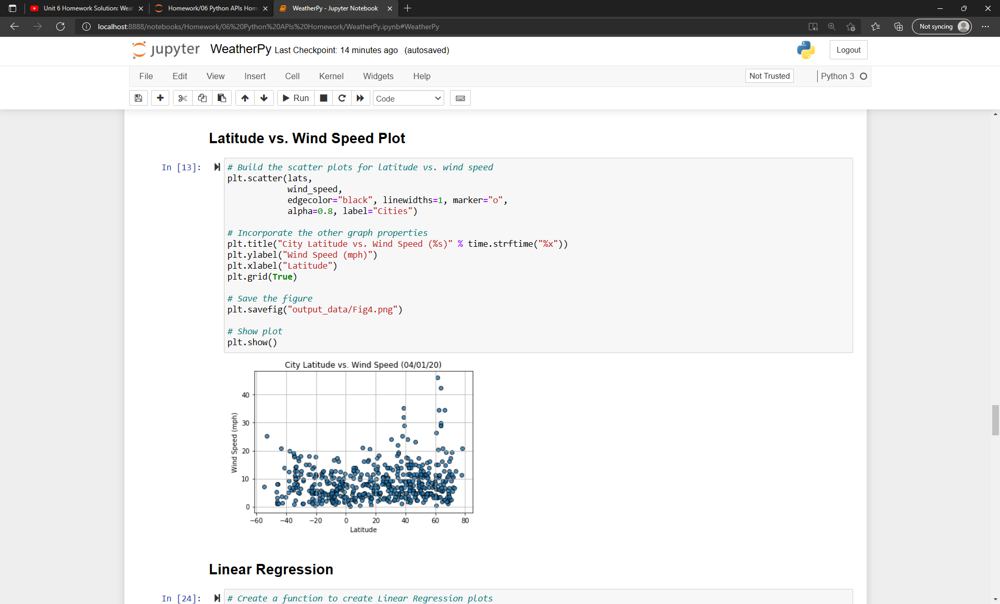 Unit 6 Homework Solution: Wea
Homework/06 Python APIs Hom
WeatherPy - Jupyter Notebook
localhost:8888/notebooks/Homework/06%20Python%20APIs%20Homework/WeatherPy.ipynb#WeatherPy
Not syncing
jupyter WeatherPy Last Checkpoint: 14 minutes ago (autosaved)
Logout
File Edit View Insert Cell Kernel Widgets Help
Not Trusted
Python 3
Run
Code
Latitude vs. Wind Speed Plot
In [13]:
# Build the scatter plots for latitude vs. wind speed
plt.scatter(lats,
            wind_speed,
            edgecolor="black", linewidths=1, marker="o",
            alpha=0.8, label="Cities")
# Incorporate the other graph properties
plt.title("City Latitude vs. Wind Speed (%s)" % time.strftime("%x"))
plt.ylabel("Wind Speed (mph)")
plt.xlabel("Latitude")
plt.grid(True)
# Save the figure
plt.savefig("output_data/Fig4.png")
# Show plot
plt.show()
City Latitude vs. Wind Speed (04/01/20)
Wind Speed (mph)
40
30
20
10
0
−60 −40 −20 0 20 40 60 80
Latitude
Linear Regression
In [24]:
# Create a function to create Linear Regression plots